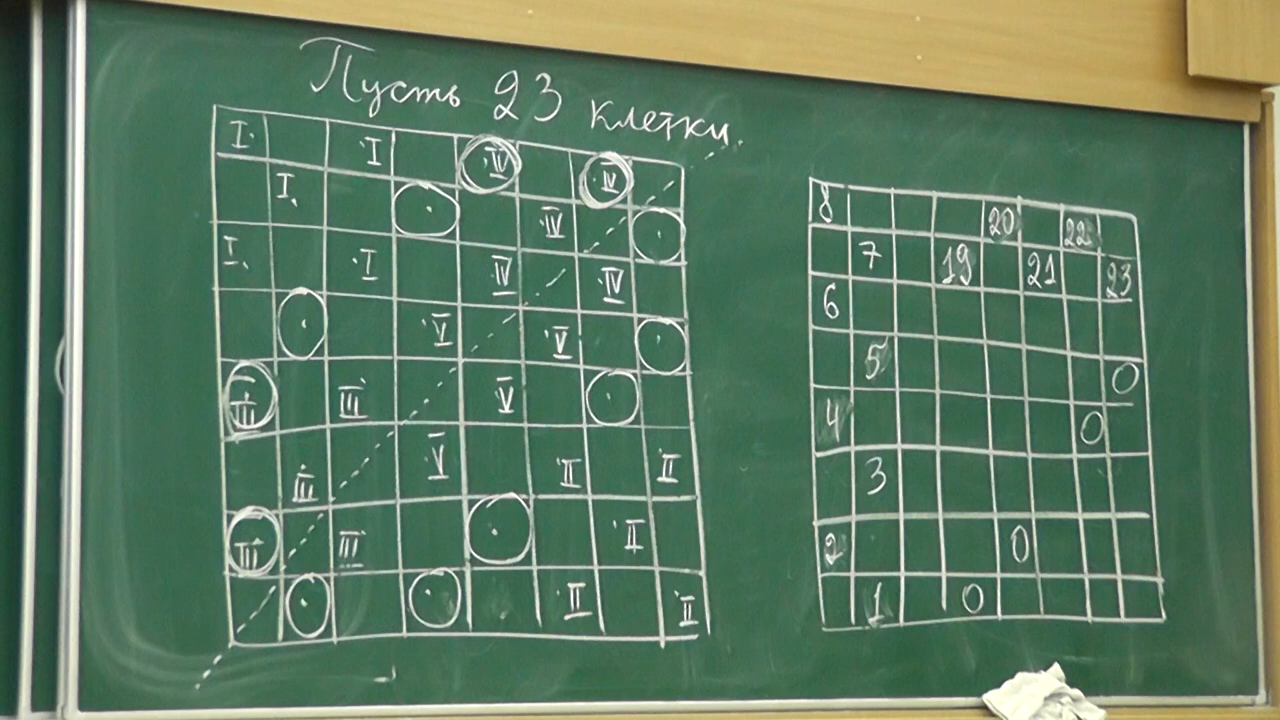 Пусть 23 клетки.
I I IV IV
I IV
I I IV IV
V V
III III V
III V II II
III III II
II II
8 20 22
7 19 21 23
6
5 0
4 0
3
2 0
1 0